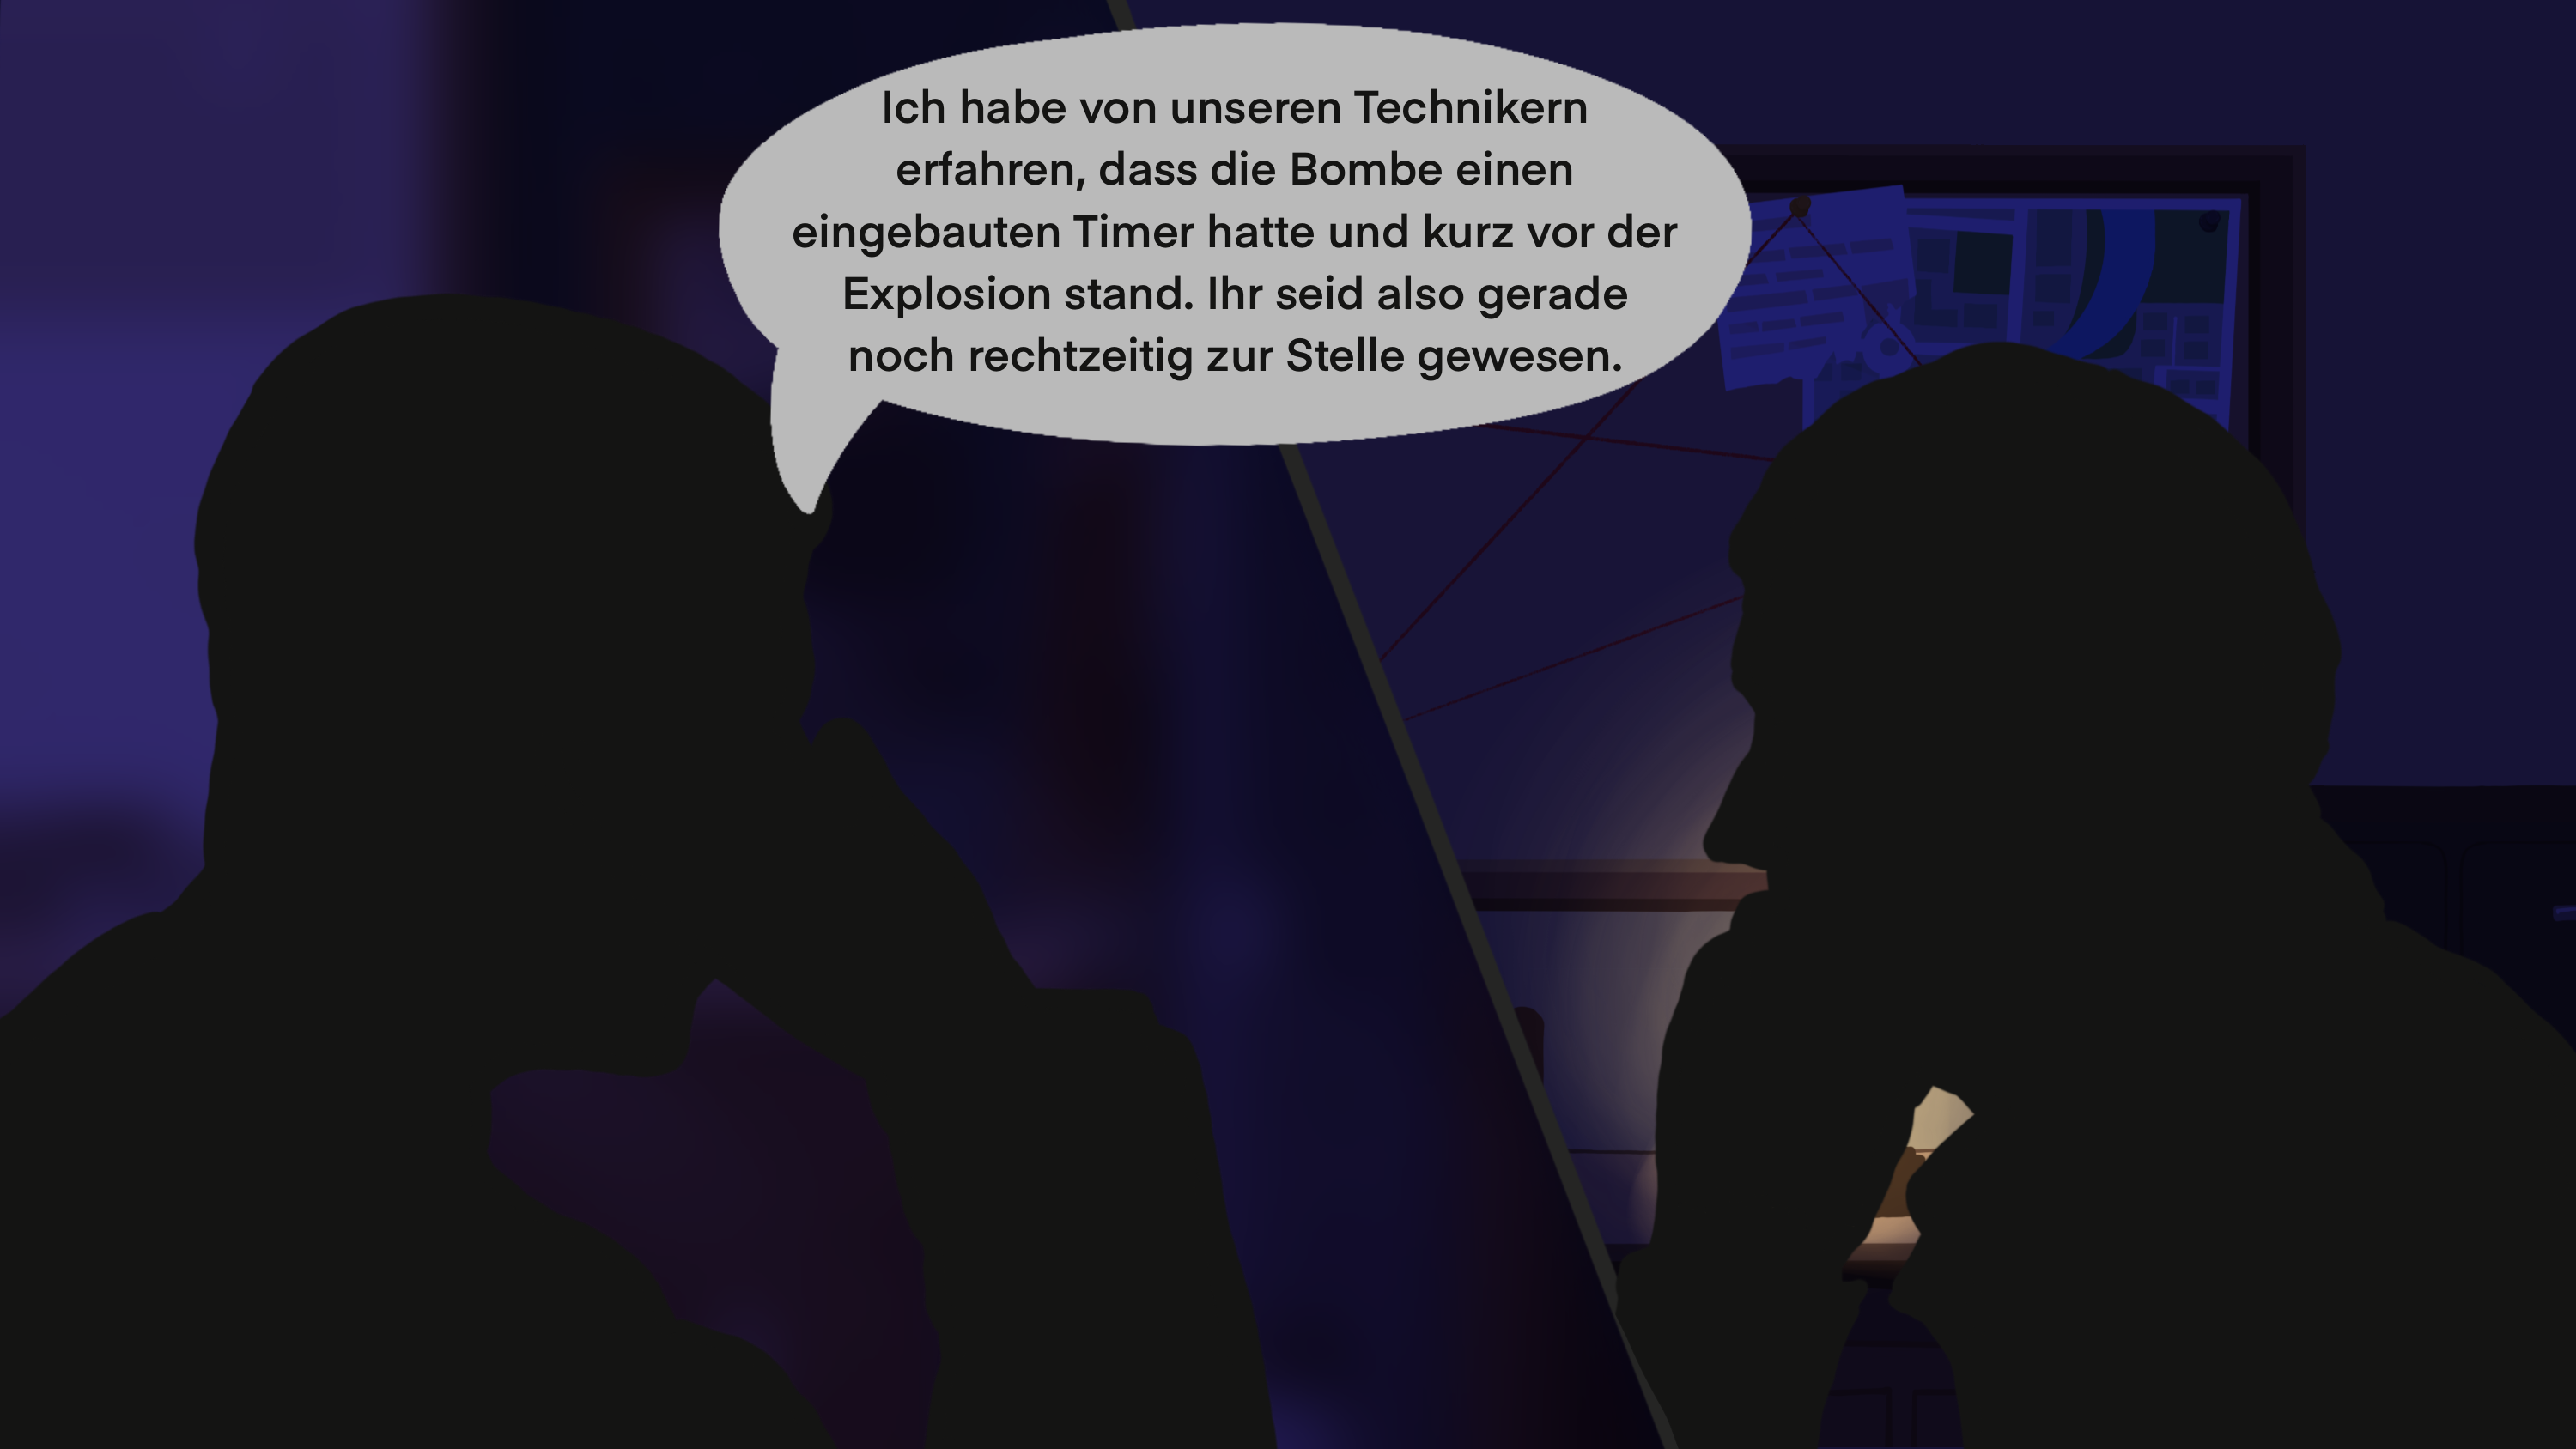 Ich habe von unseren Technikern
erfahren, dass die Bombe einen
eingebauten Timer hatte und kurz vor der
Explosion stand. Ihr seid also gerade
noch rechtzeitig zur Stelle gewesen.